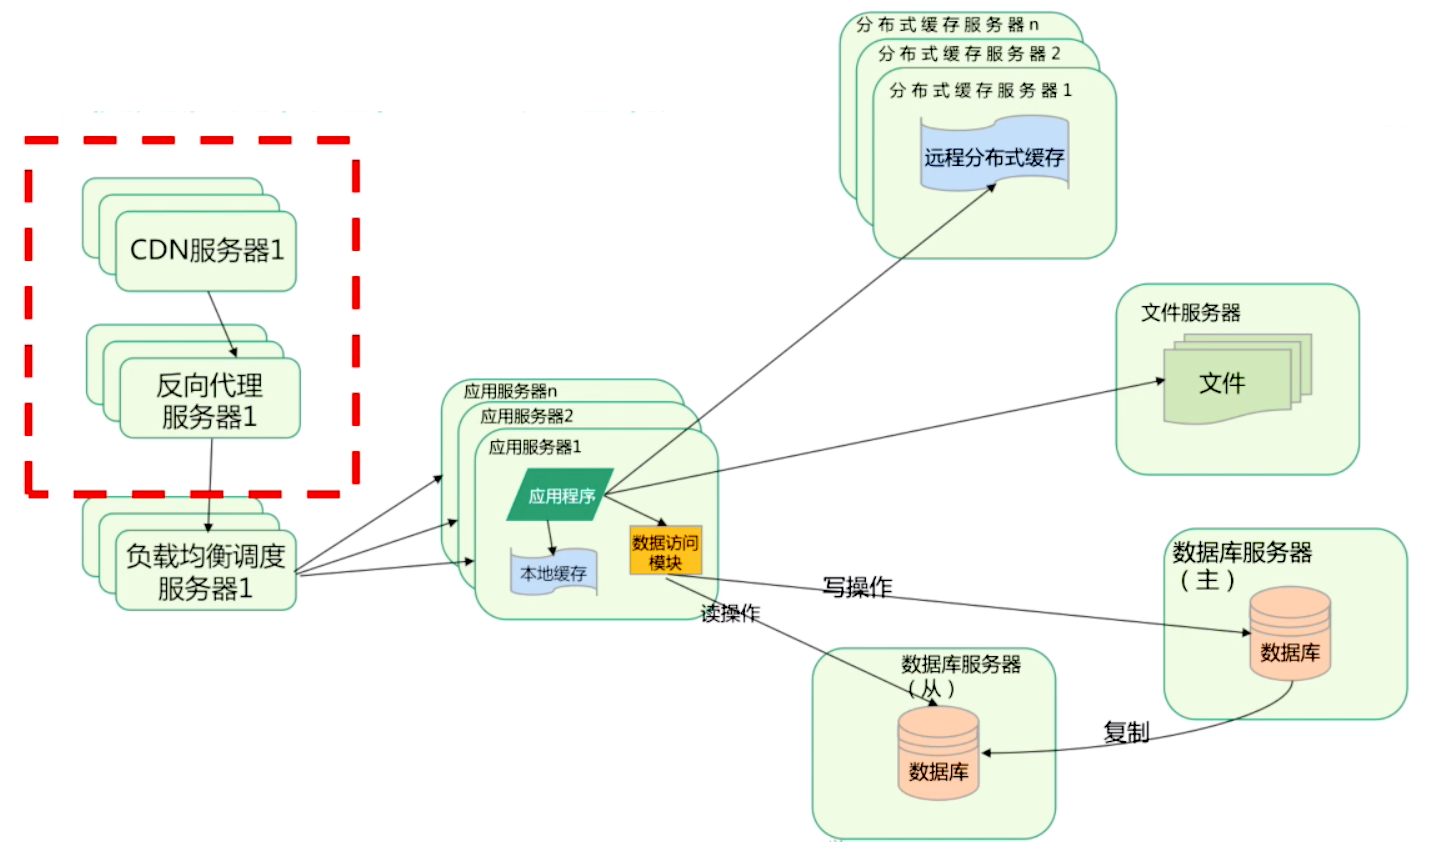 分布式缓存服务器n
分布式缓存服务器2
分布式缓存服务器1
远程分布式缓存
CDN服务器1
反向代理
服务器1
负载均衡调度
服务器1
应用服务器n
应用服务器2
应用服务器1
应用程序
本地缓存
数据访问
模块
文件服务器
文件
写操作
读操作
数据库服务器
（主）
数据库
数据库服务器
（从）
数据库
复制